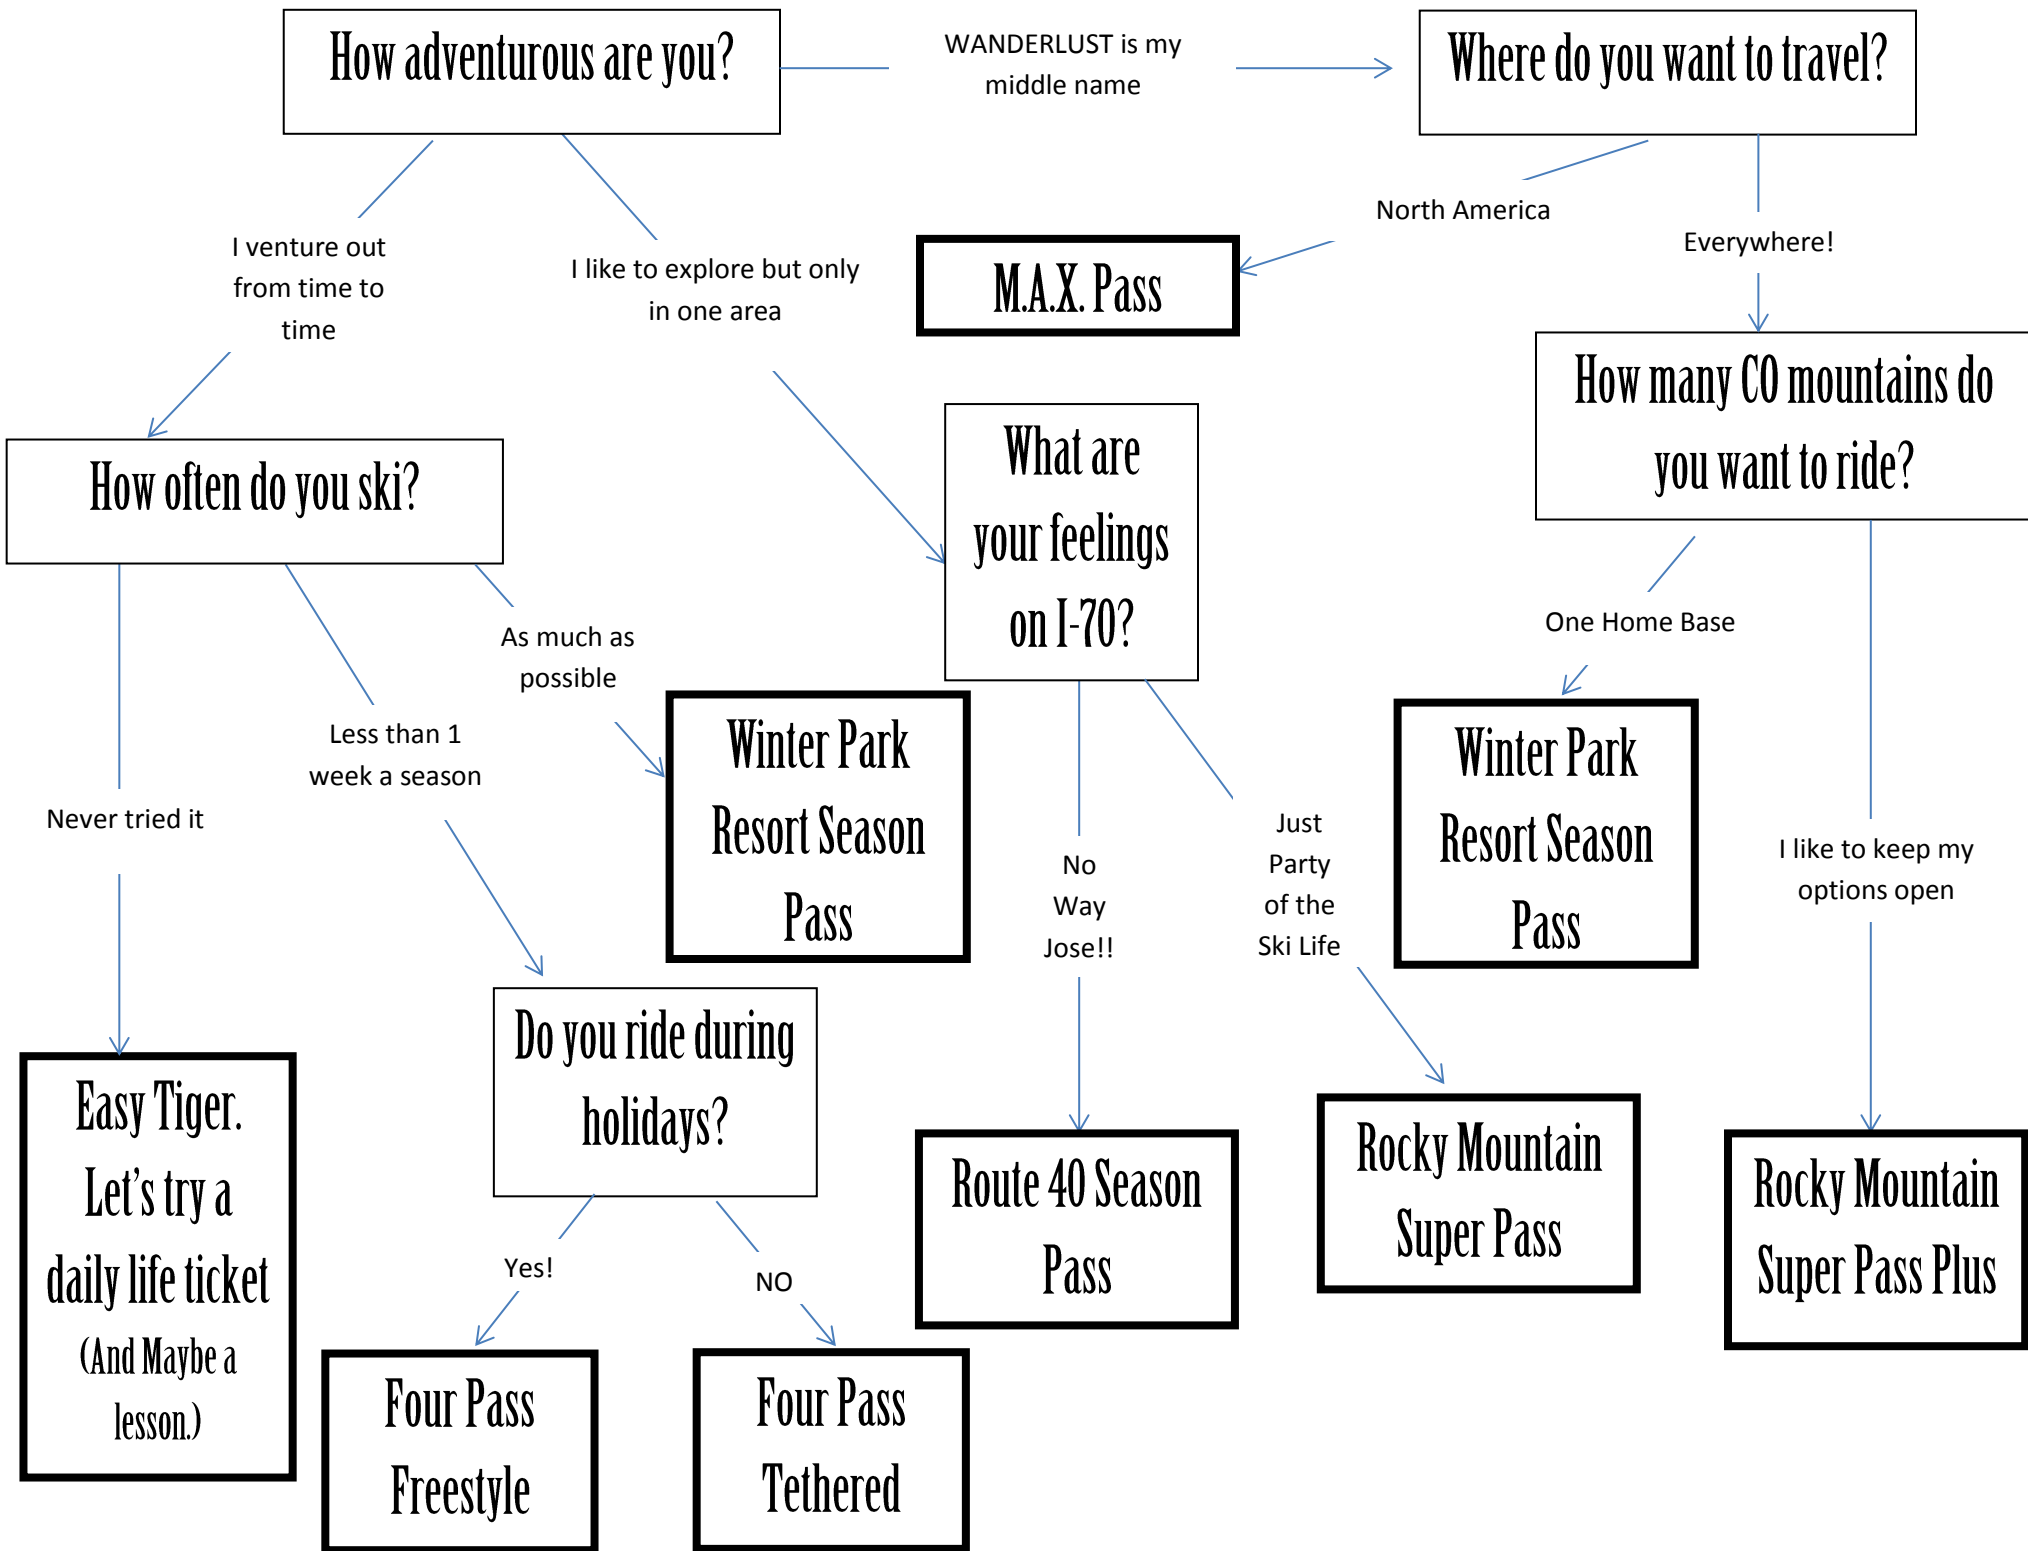 How adventurous are you?
WANDERLUST is my
middle name
Where do you want to travel?
I venture out
from time to
time
I like to explore but only
in one area
North America
Everywhere!
M.A.X. Pass
How often do you ski?
What are
your feelings
on I-70?
How many CO mountains do
you want to ride?
As much as
possible
Less than 1
week a season
Never tried it
One Home Base
Winter Park
Resort Season
Pass
No
Way
Jose!!
Just
Party
of the
Ski Life
Winter Park
Resort Season
Pass
I like to keep my
options open
Easy Tiger.
Let's try a
daily life ticket
(And Maybe a
lesson.)
Do you ride during
holidays?
Yes!
NO
Four Pass
Freestyle
Four Pass
Tethered
Route 40 Season
Pass
Rocky Mountain
Super Pass
Rocky Mountain
Super Pass Plus